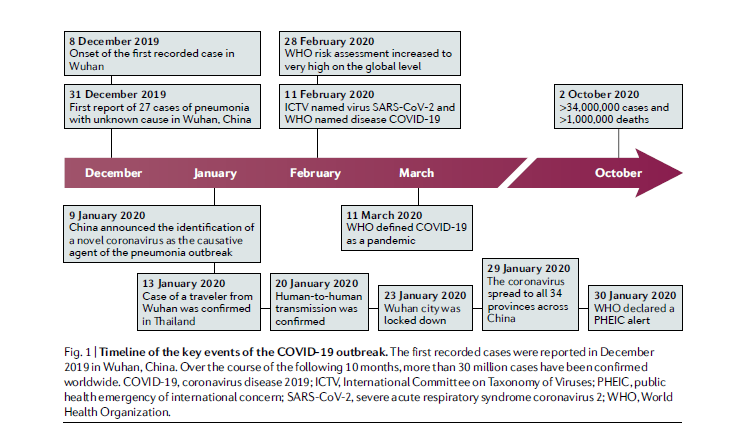 8 December 2019
Onset of the first recorded case in
Wuhan
28 February 2020
WHO risk assessment increased to
very high on the global level
31 December 2019
First report of 27 cases of pneumonia
with unknown cause in Wuhan, China
11 February 2020
ICTV named virus SARS-CoV-2 and
WHO named disease COVID-19
2 October 2020
>34,000,000 cases and
>1,000,000 deaths
December
January
February
March
October
9 January 2020
China announced the identification of
a novel coronavirus as the causative
agent of the pneumonia outbreak
11 March 2020
WHO defined COVID-19
as a pandemic
13 January 2020
Case of a traveler from
Wuhan was confirmed
in Thailand
20 January 2020
Human-to-human
transmission was
confirmed
23 January 2020
Wuhan city was
locked down
29 January 2020
The coronavirus
spread to all 34
provinces across
China
30 January 2020
WHO declared a
PHEIC alert
Fig. 1 | Timeline of the key events of the COVID-19 outbreak. The first recorded cases were reported in December
2019 in Wuhan, China. Over the course of the following 10 months, more than 30 million cases have been confirmed
worldwide. COVID-19, coronavirus disease 2019; ICTV, International Committee on Taxonomy of Viruses; PHEIC, public
health emergency of international concern; SARS-CoV-2, severe acute respiratory syndrome coronavirus 2; WHO, World
Health Organization.